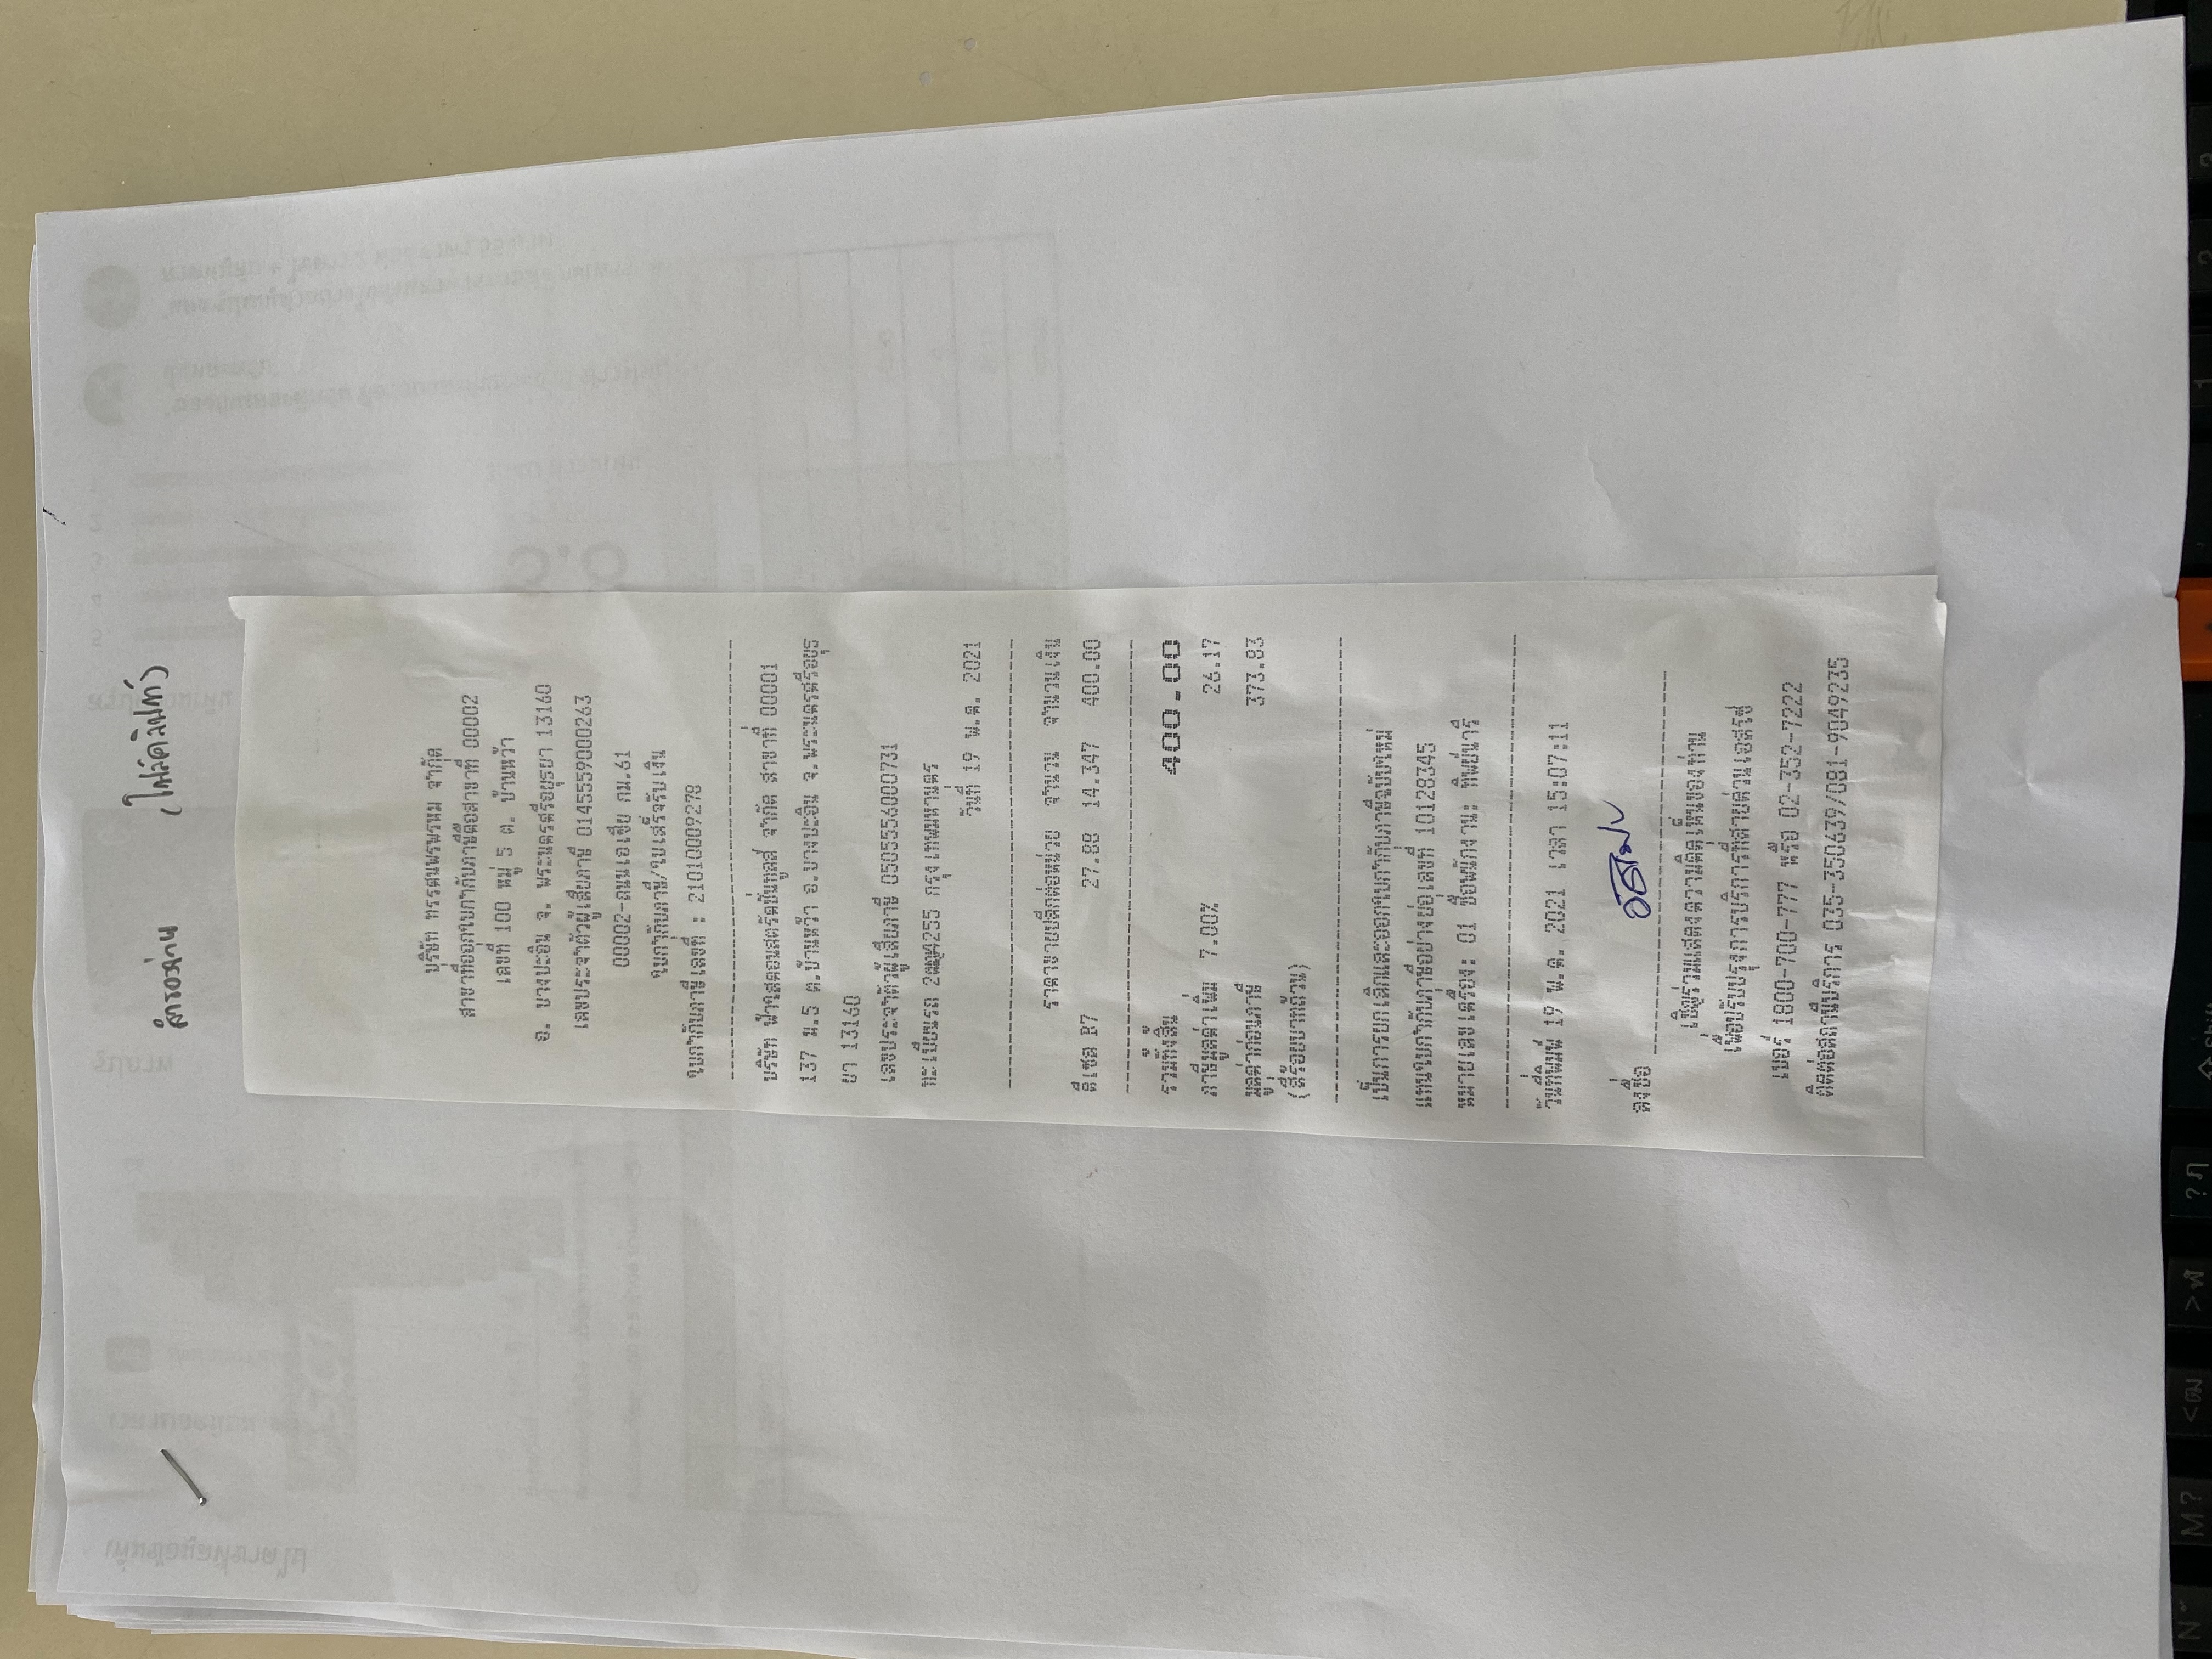 สำรองจ่าย (โฟล์คลิฟท์)
บริษัท ทรรศนพรพรหม จำกัด
สาขาที่ออกใบกำกับภาษีคือสาขาที่ 00002
เลขที่ 100 หมู่ 5 ต. บ้านหว้า
อ. บางปะอิน จ. พระนครศรีอยุธยา 13160
เลขประจำตัวผู้เสียภาษี 0145559000263
00002-ถนนเอเซีย กม.61
ใบกำกับภาษี/ใบเสร็จรับเงิน
ใบกำกับภาษีเลขที่ : 21010009278
บริษัท ฟ้าใสคอนสตรัคชั่นทูลส์ จำกัด สาขาที่ 00001
137 ม.5 ต.บ้านหว้า อ.บางปะอิน จ.พระนครศรีอยุธ
ยา 13160
เลขประจำตัวผู้เสียภาษี 0505556000731
ทะเบียนรถ กรุงเทพมหานคร
วันที่ 19 พ.ค. 2021
ราคาขายปลีกต่อหน่วย จำนวน จำนวนเงิน
ดีเซล B7 27.88 14.347 400.00
รวมทั้งสิ้น 400.00
ภาษีมูลค่าเพิ่ม 7.00% 26.17
มูลค่าก่อนภาษี 373.83
(สี่ร้อยบาทถ้วน)
เป็นการยกเลิกและออกใบกำกับภาษีฉบับใหม่
แทนใบกำกับภาษีอย่างย่อเลขที่ 10128345
หมายเลขเครื่อง: 01 ชื่อพนักงาน: ทิพย์นารี
วันที่พิมพ์ 19 พ.ค. 2021 เวลา 15:07:11
ลงชื่อ
เชิญร่วมแสดงความคิดเห็นของท่าน
เพื่อปรับปรุงการบริการที่สายด่วนเอสโซ่
เบอร์ 1800-700-777 หรือ 02-352-7222
ติดต่อสถานีบริการ 035-350639/081-9049235
N M ? < ฒ > ฬ ? ฦ
Shift 1 2 3